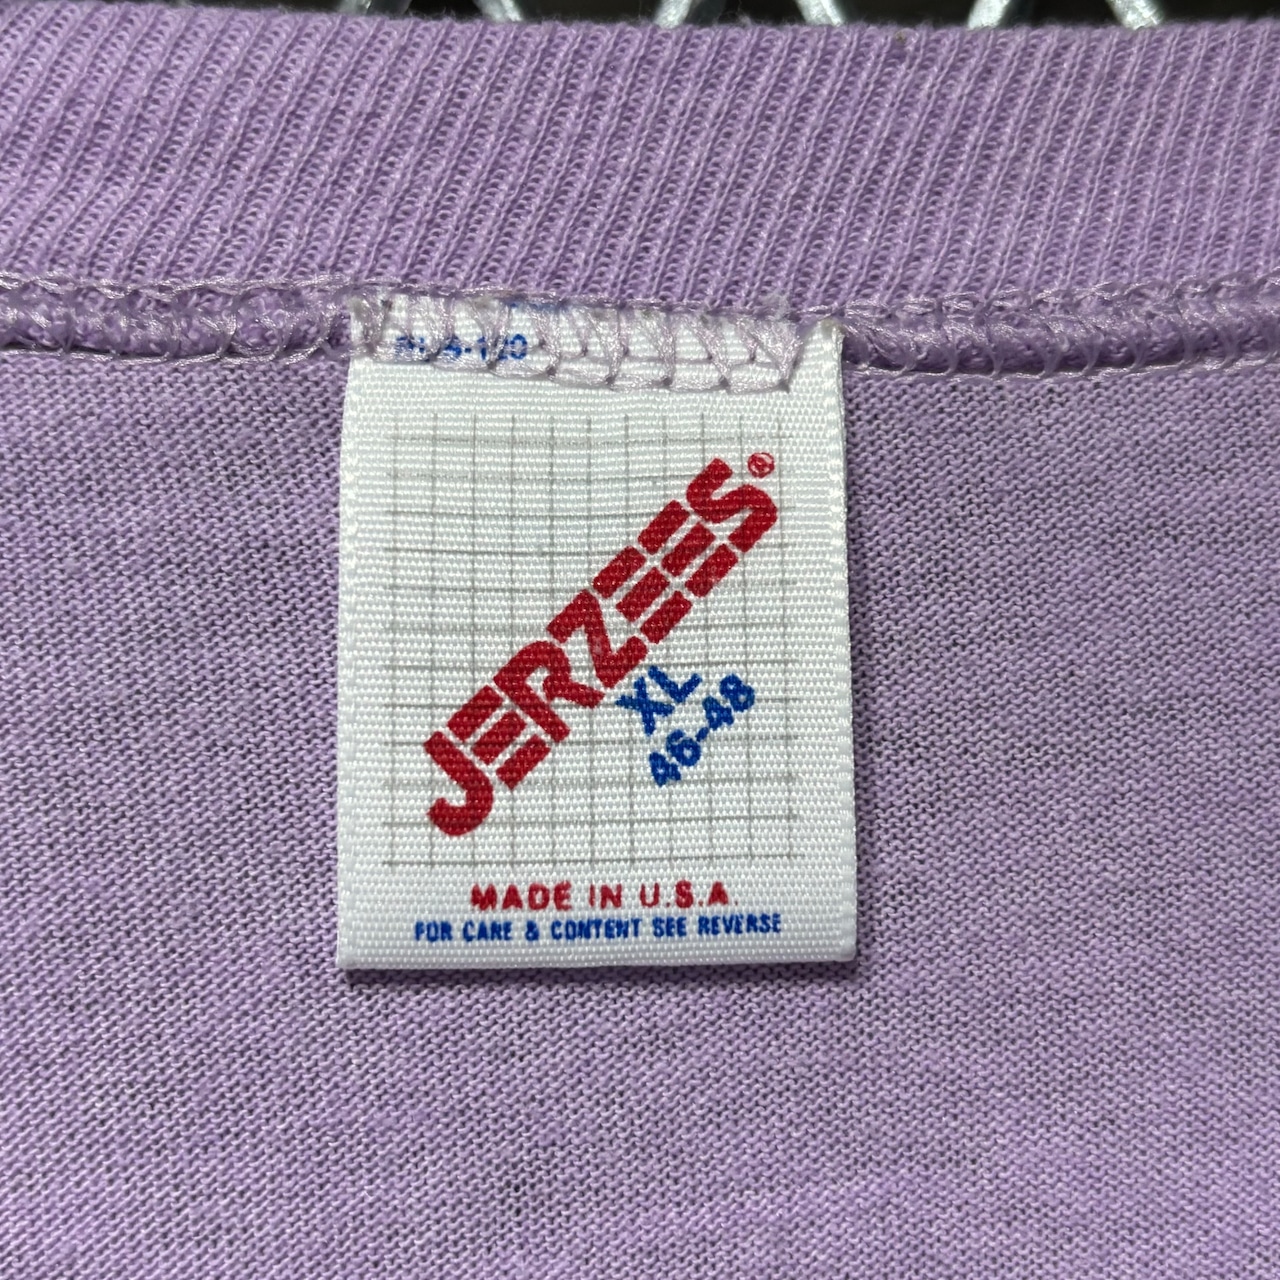 JERZEES®
XL
46-48
MADE IN U.S.A.
FOR CARE & CONTENT SEE REVERSE